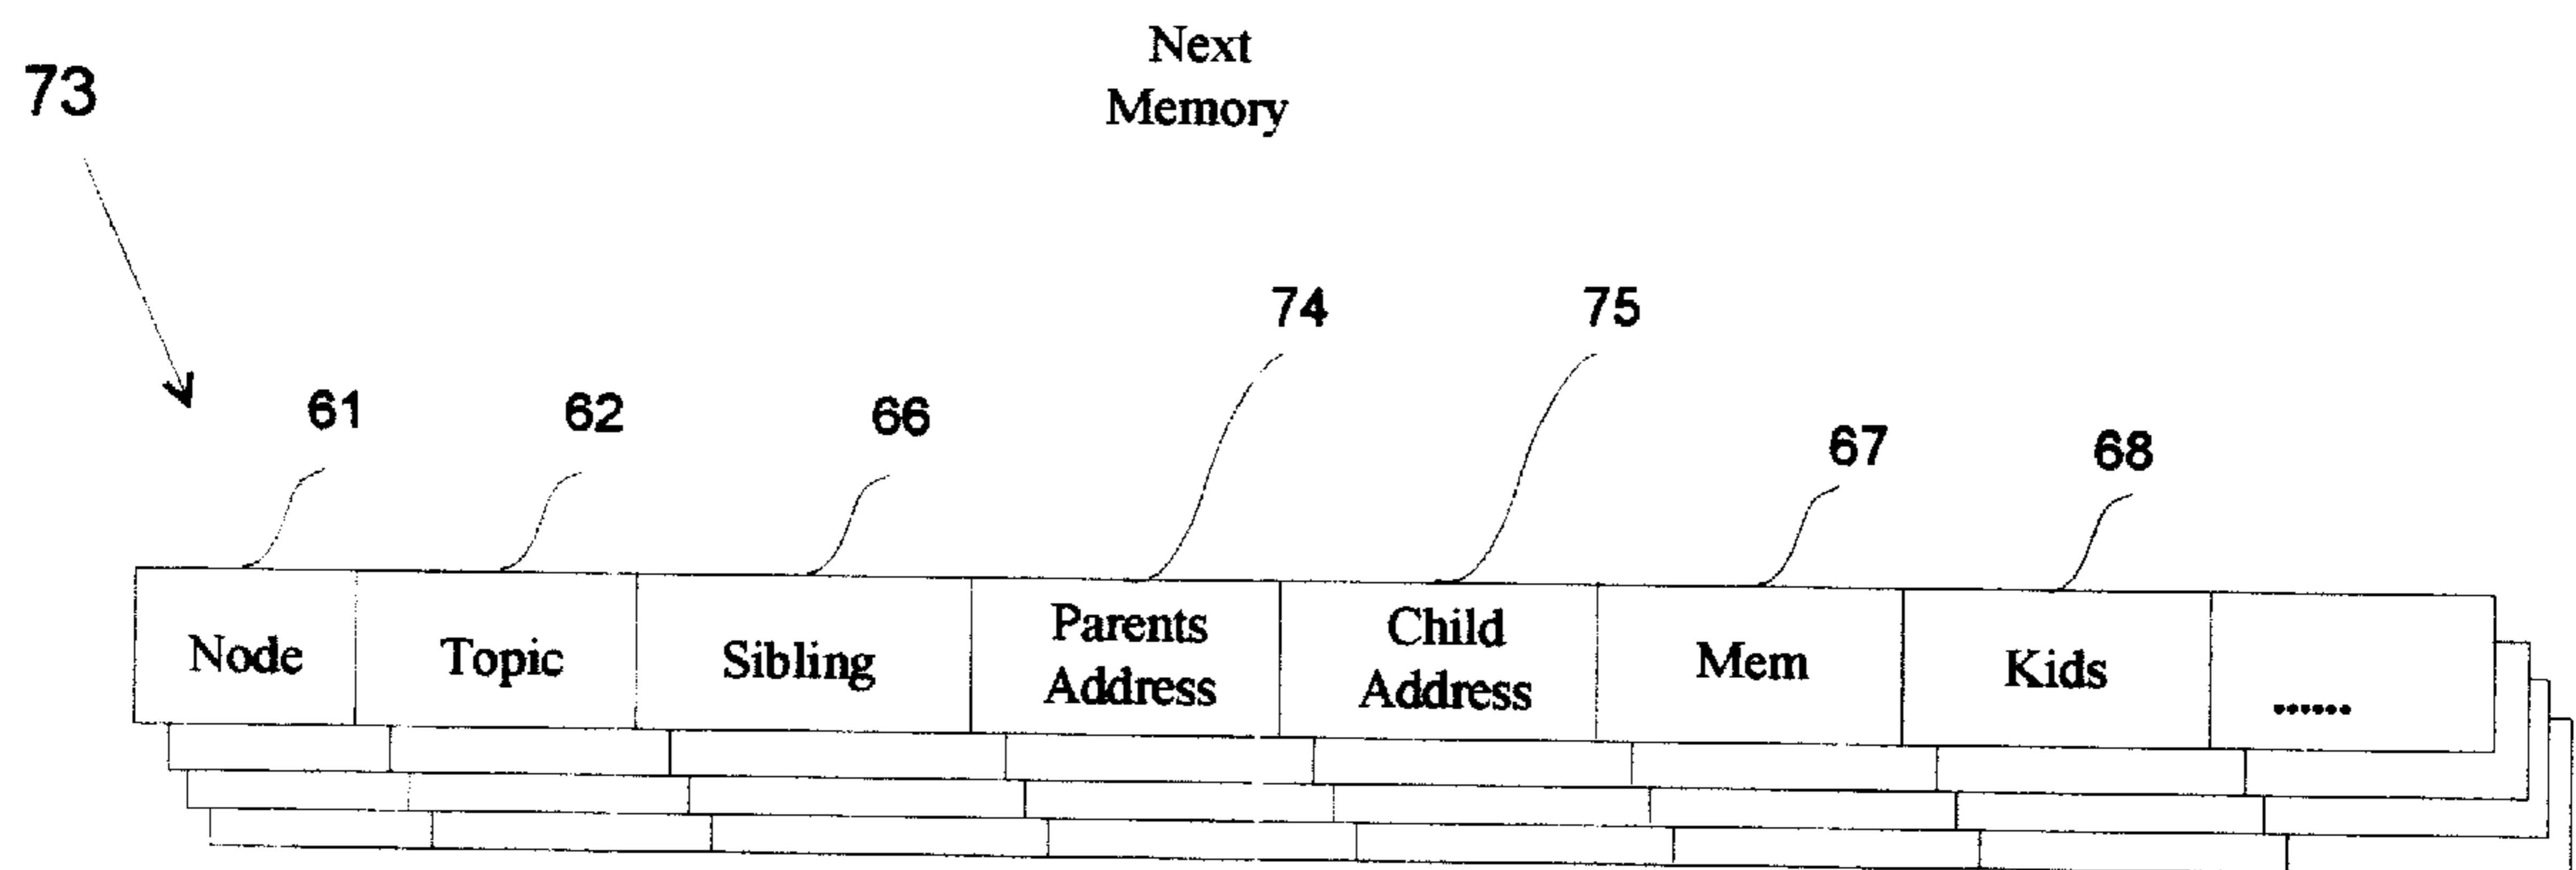 Next
Memory
73
74 75
61 62 66 67 68
Node Topic Sibling Parents Address Child Address Mem Kids ......